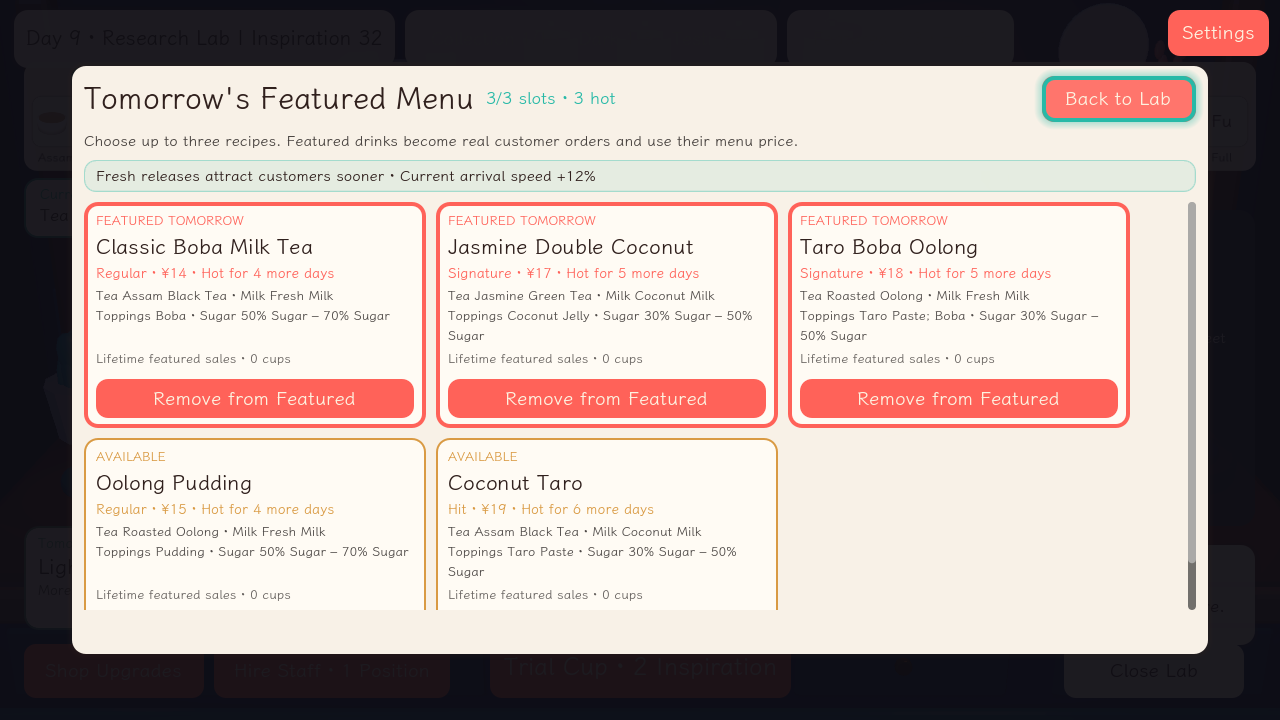 Day 9 • Research Lab | Inspiration 32
Settings
Tomorrow's Featured Menu
3/3 slots • 3 hot
Back to Lab
Choose up to three recipes. Featured drinks become real customer orders and use their menu price.
Fresh releases attract customers sooner • Current arrival speed +12%
FEATURED TOMORROW
Classic Boba Milk Tea
Regular • ¥14 • Hot for 4 more days
Tea Assam Black Tea • Milk Fresh Milk
Toppings Boba • Sugar 50% Sugar – 70% Sugar
Lifetime featured sales • 0 cups
Remove from Featured
FEATURED TOMORROW
Jasmine Double Coconut
Signature • ¥17 • Hot for 5 more days
Tea Jasmine Green Tea • Milk Coconut Milk
Toppings Coconut Jelly • Sugar 30% Sugar – 50%
Sugar
Lifetime featured sales • 0 cups
Remove from Featured
FEATURED TOMORROW
Taro Boba Oolong
Signature • ¥18 • Hot for 5 more days
Tea Roasted Oolong • Milk Fresh Milk
Toppings Taro Paste; Boba • Sugar 30% Sugar –
50% Sugar
Lifetime featured sales • 0 cups
Remove from Featured
AVAILABLE
Oolong Pudding
Regular • ¥15 • Hot for 4 more days
Tea Roasted Oolong • Milk Fresh Milk
Toppings Pudding • Sugar 50% Sugar – 70% Sugar
Lifetime featured sales • 0 cups
AVAILABLE
Coconut Taro
Hit • ¥19 • Hot for 6 more days
Tea Assam Black Tea • Milk Coconut Milk
Toppings Taro Paste • Sugar 30% Sugar – 50%
Sugar
Lifetime featured sales • 0 cups
Shop Upgrades
Hire Staff • 1 Position
Trial Cup • 2 Inspiration
Close Lab